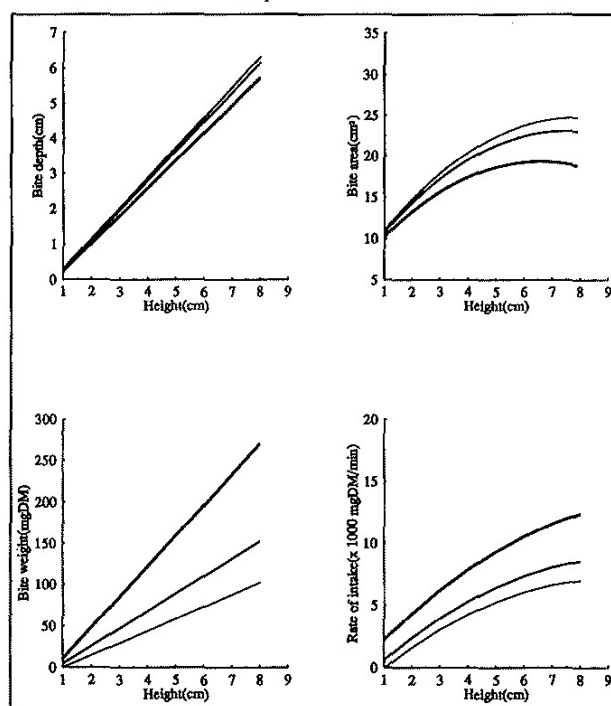 7
6
5
4
3
2
1
0
Bite depth(cm)
1 2 3 4 5 6 7 8 9
Height(cm)
35
30
25
20
15
10
5
Bite area(cm²)
1 2 3 4 5 6 7 8 9
Height(cm)
300
250
200
150
100
50
0
Bite weight(mgDM)
1 2 3 4 5 6 7 8 9
Height(cm)
20
15
10
5
0
Rate of intake(x 1000 mgDM/min)
1 2 3 4 5 6 7 8 9
Height(cm)